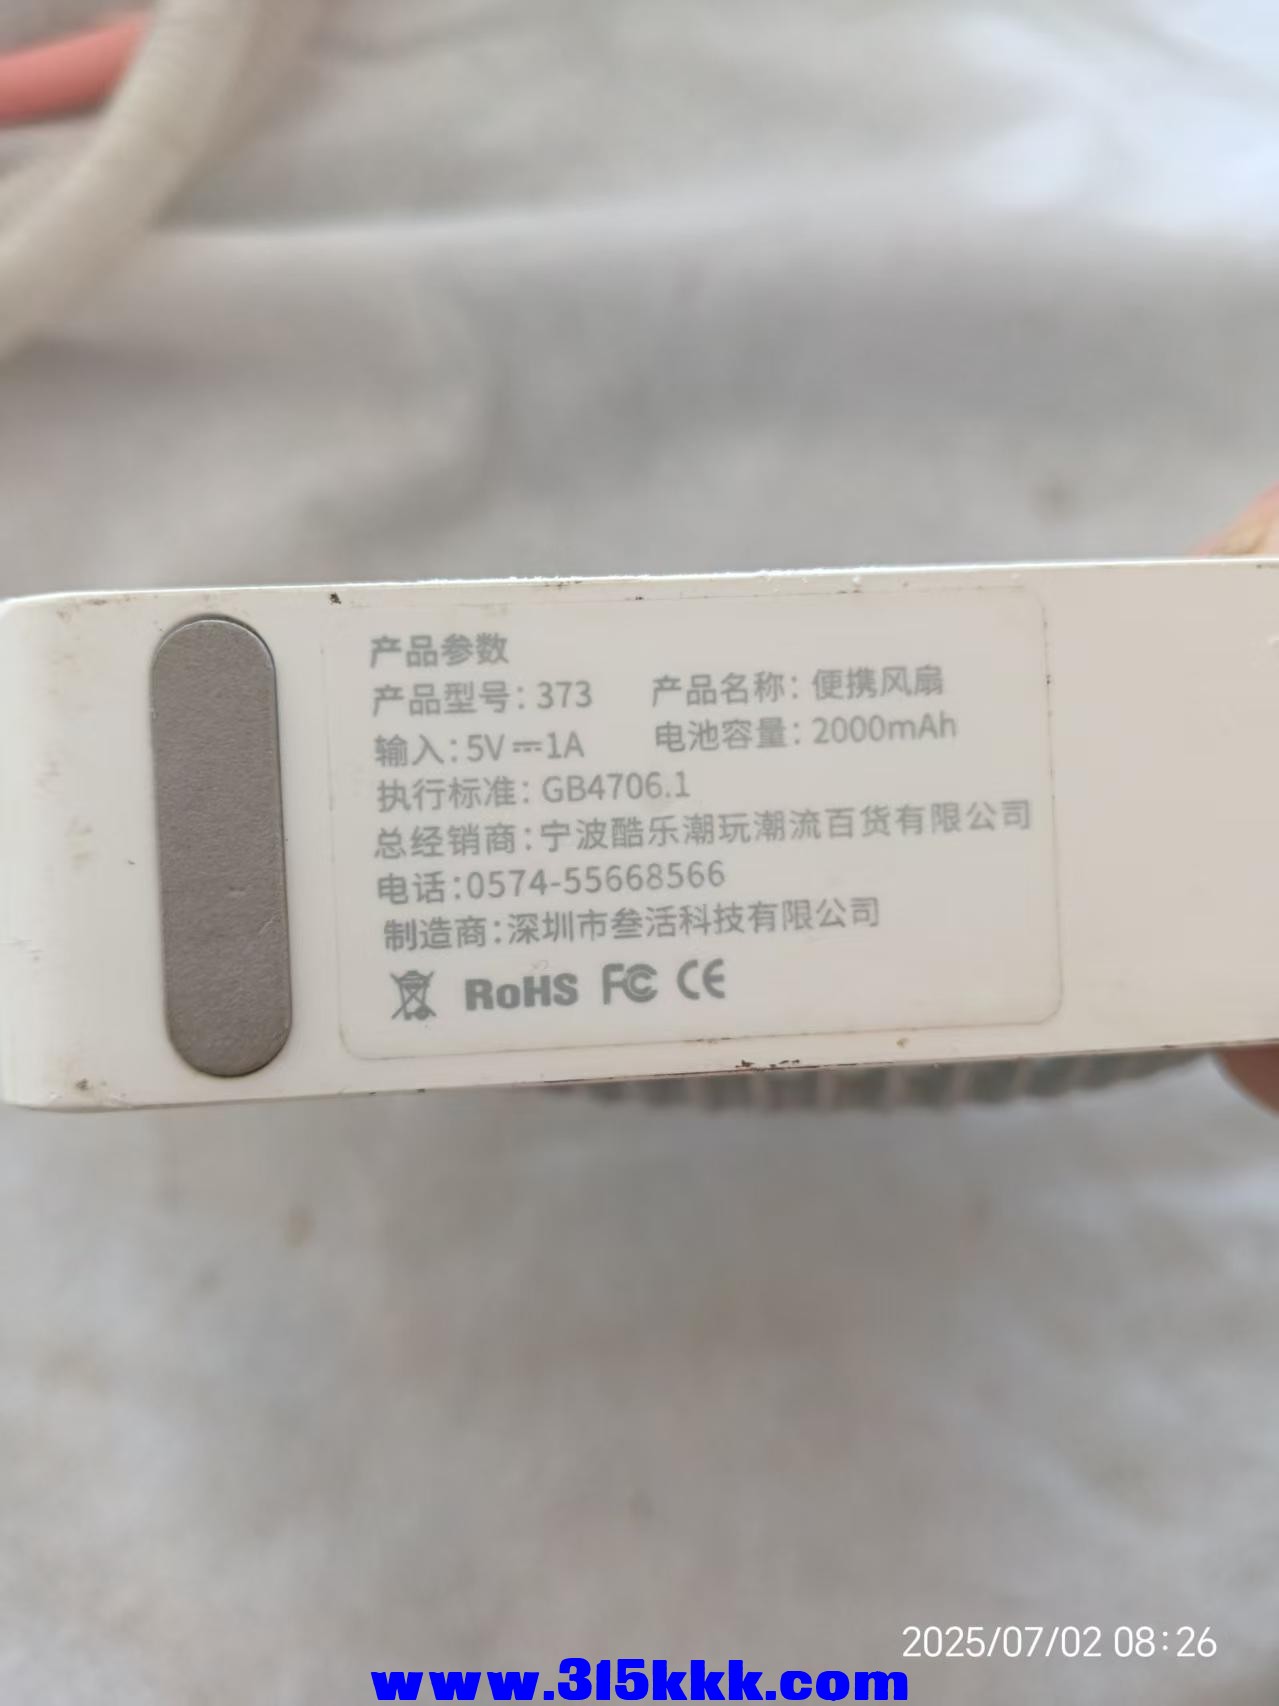 产品参数
产品型号：373 产品名称：便携风扇
输入：5V⎓1A 电池容量：2000mAh
执行标准：GB4706.1
总经销商：宁波酷乐潮玩潮流百货有限公司
电话：0574-55668566
制造商：深圳市叁活科技有限公司
RoHS FC CE
2025/07/02 08:26
www.315kkk.com